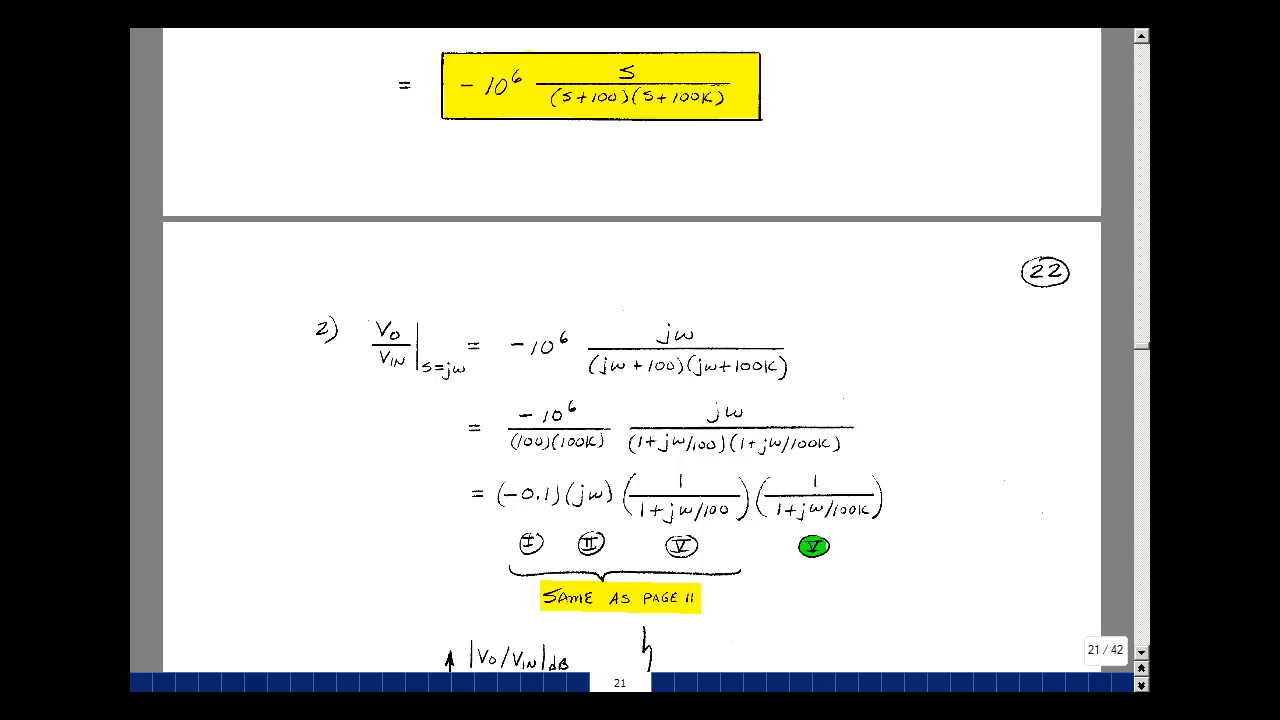 = - 10^6 S / (S+100)(S+100K)
22
2) Vo/VIN |S=jω = - 10^6 jω / (jω+100)(jω+100K)
= - 10^6 / (100)(100K) jω / (1+jω/100)(1+jω/100K)
= (-0.1)(jω) (1 / 1+jω/100) (1 / 1+jω/100K)
I II V V
SAME AS PAGE 11
|Vo/VIN|dB
21 / 42
21